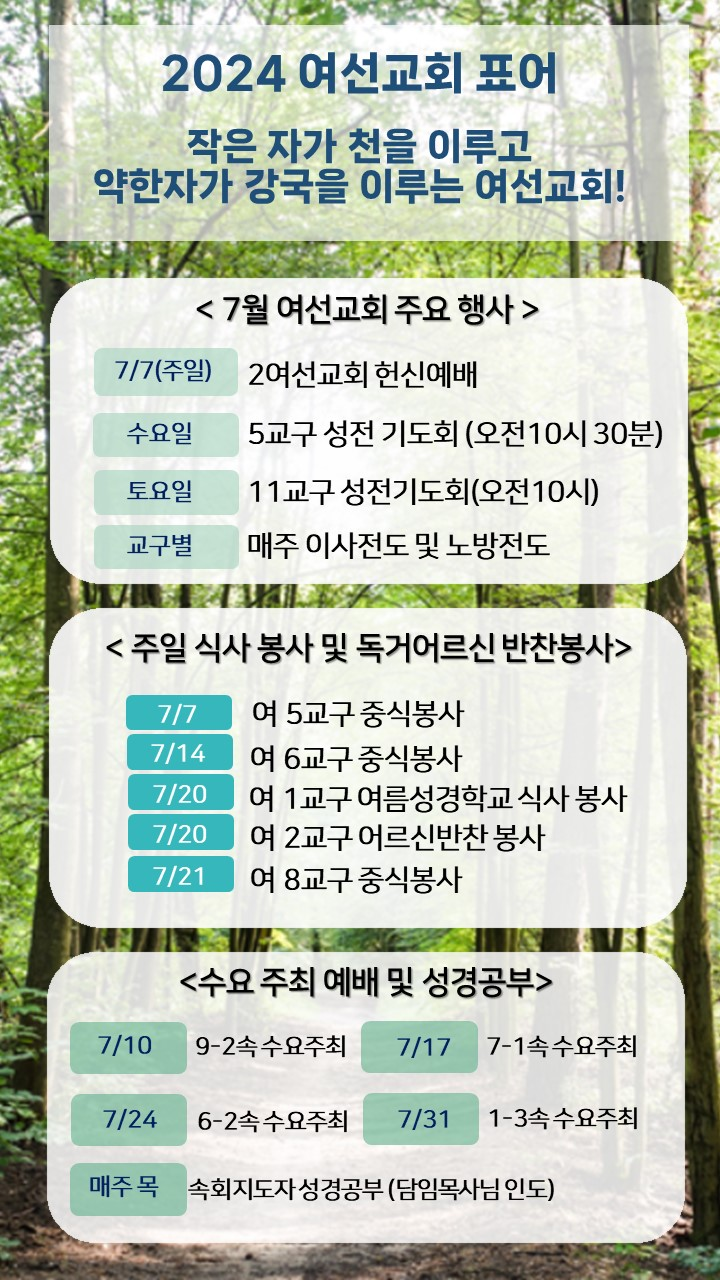 2024 여선교회 표어
작은 자가 천을 이루고
약한자가 강국을 이루는 여선교회!
< 7월 여선교회 주요 행사 >
7/7(주일) 2여선교회 헌신예배
수요일 5교구 성전 기도회 (오전10시 30분)
토요일 11교구 성전기도회(오전10시)
교구별 매주 이사전도 및 노방전도
< 주일 식사 봉사 및 독거어르신 반찬봉사>
7/7 여 5교구 중식봉사
7/14 여 6교구 중식봉사
7/20 여 1교구 여름성경학교 식사 봉사
7/20 여 2교구 어르신반찬 봉사
7/21 여 8교구 중식봉사
<수요 주최 예배 및 성경공부>
7/10 9-2속 수요주최 7/17 7-1속 수요주최
7/24 6-2속 수요주최 7/31 1-3속 수요주최
매주 목 속회지도자 성경공부 (담임목사님 인도)